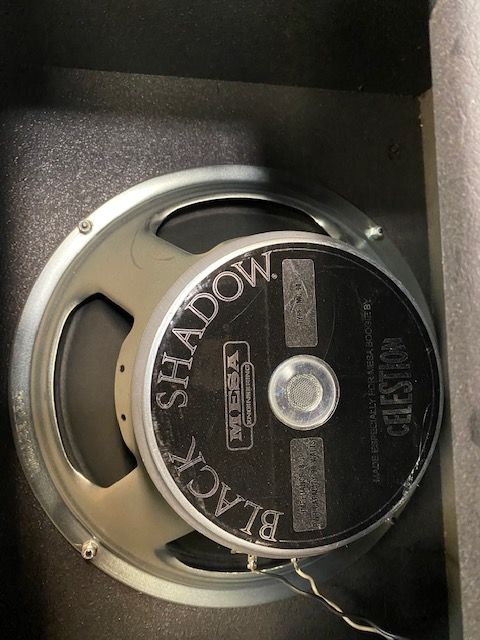 BLACK SHADOW®
MESA
ENGINEERING
MADE ESPECIALLY FOR MESA BOOGIE BY
CELESTION